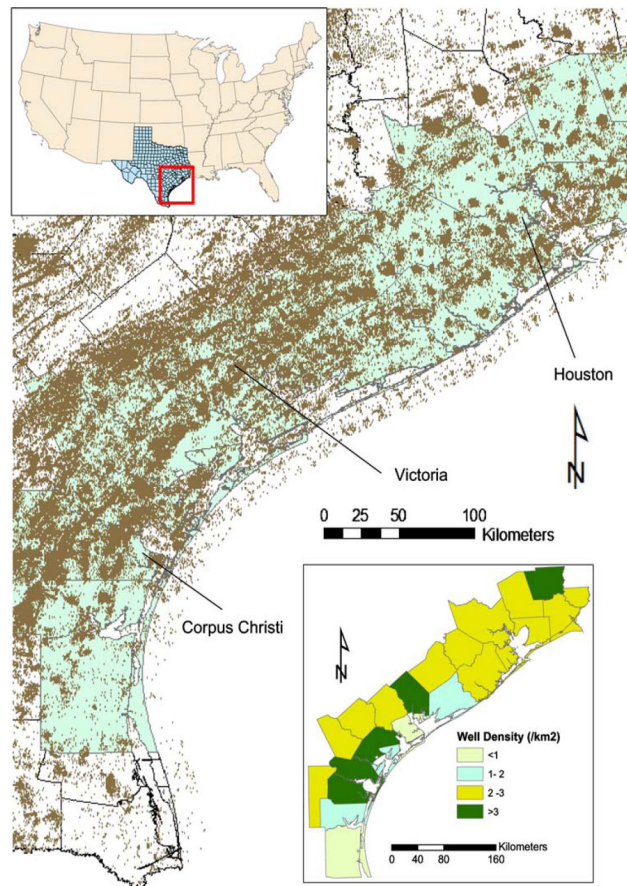 Houston
Victoria
N
0 25 50 100
Kilometers
Corpus Christi
N
Well Density (/km2)
<1
1- 2
2 -3
>3
Kilometers
0 40 80 160